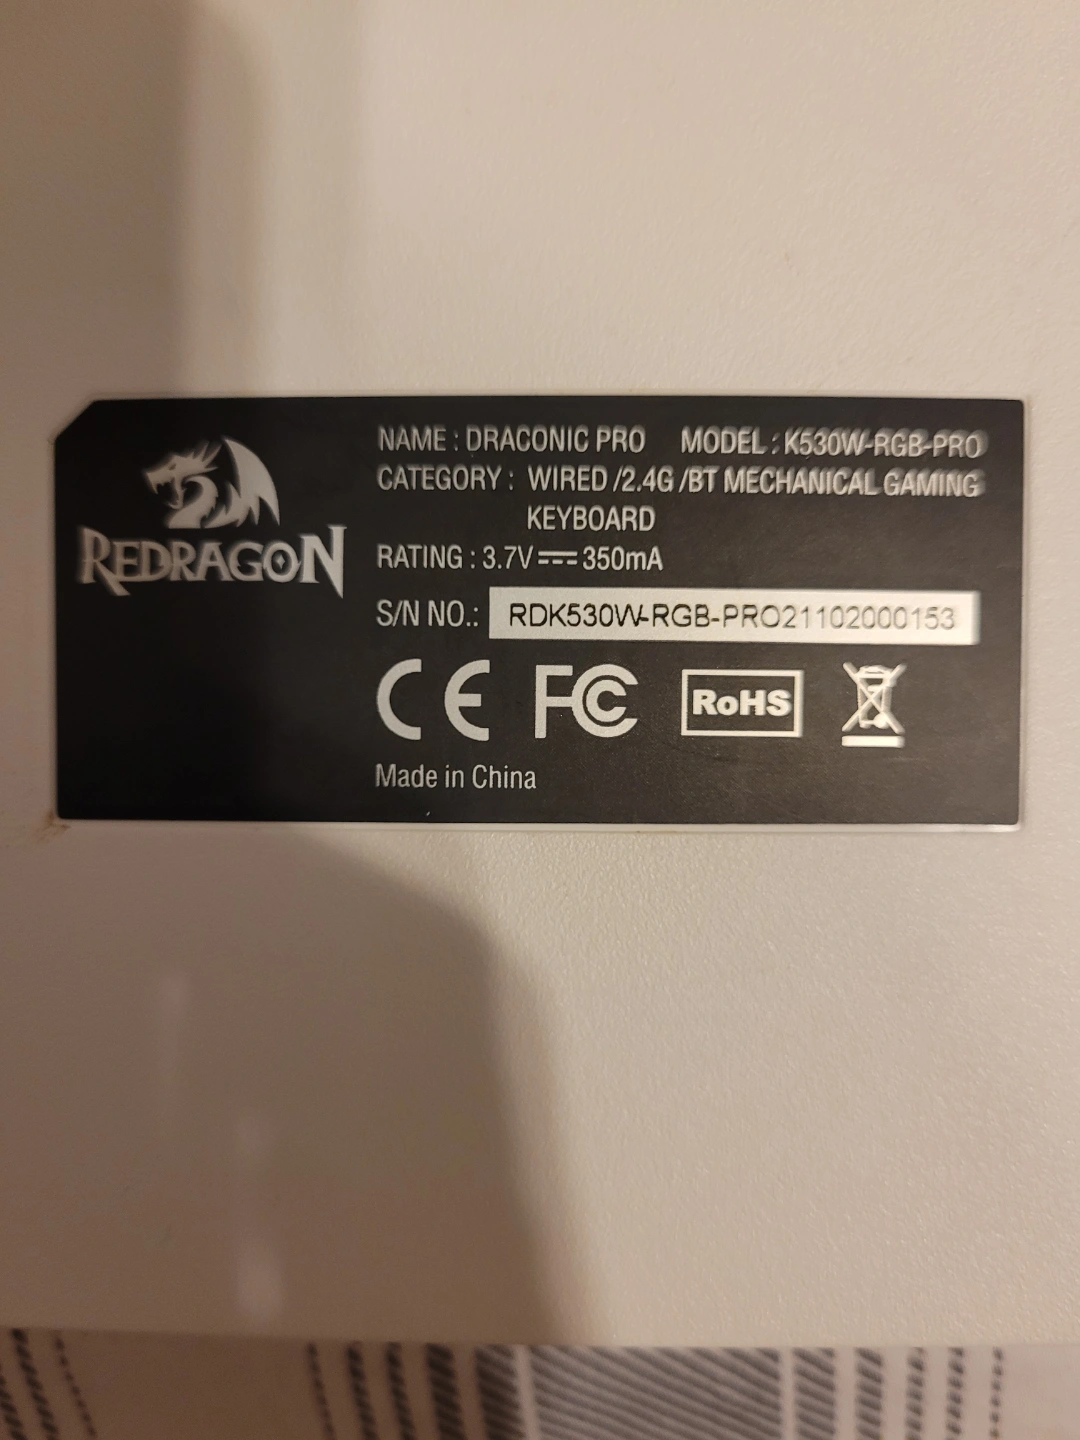 REDRAGON
NAME : DRACONIC PRO MODEL : K530W-RGB-PRO
CATEGORY : WIRED /2.4G /BT MECHANICAL GAMING
KEYBOARD
RATING : 3.7V⎓350mA
S/N NO.: RDK530W-RGB-PRO21102000153
CE FC RoHS
Made in China